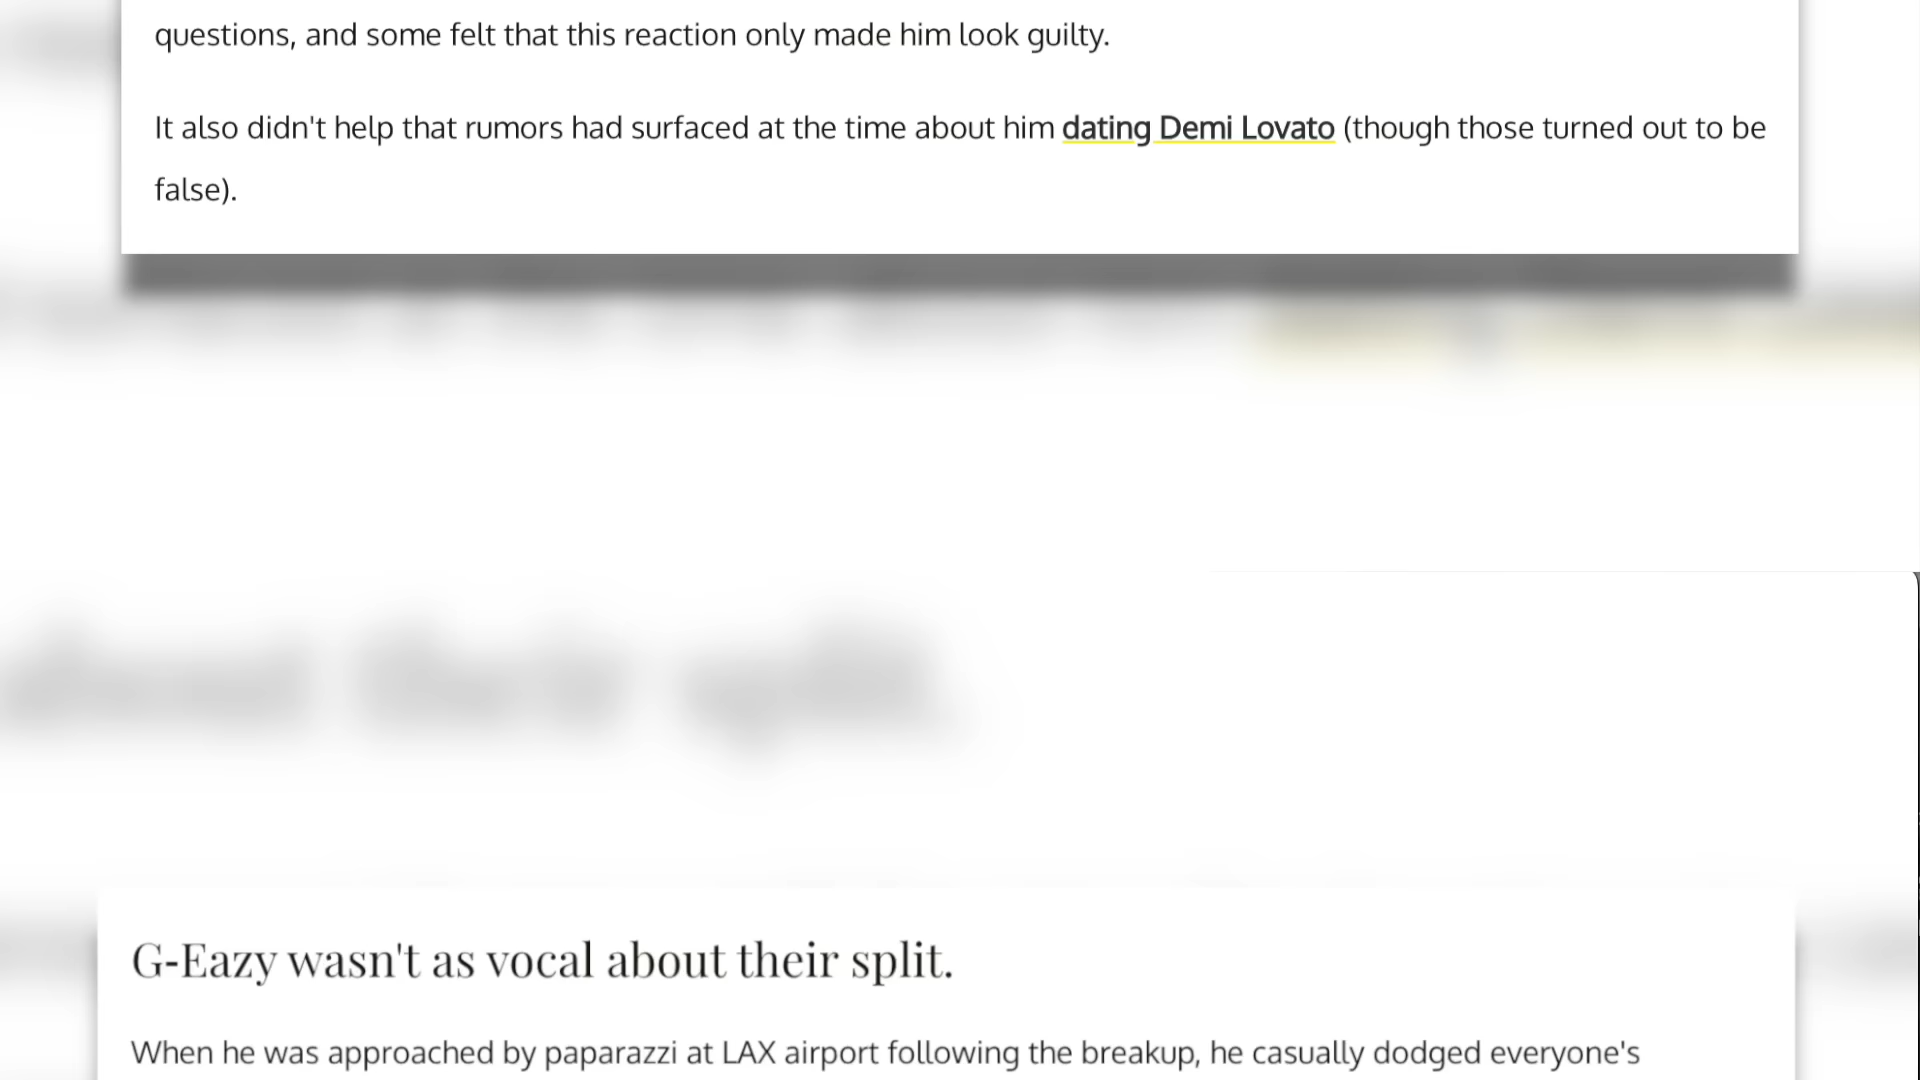 questions, and some felt that this reaction only made him look guilty.
It also didn't help that rumors had surfaced at the time about him dating Demi Lovato (though those turned out to be
false).
about their split.
G-Eazy wasn't as vocal about their split.
When he was approached by paparazzi at LAX airport following the breakup, he casually dodged everyone's